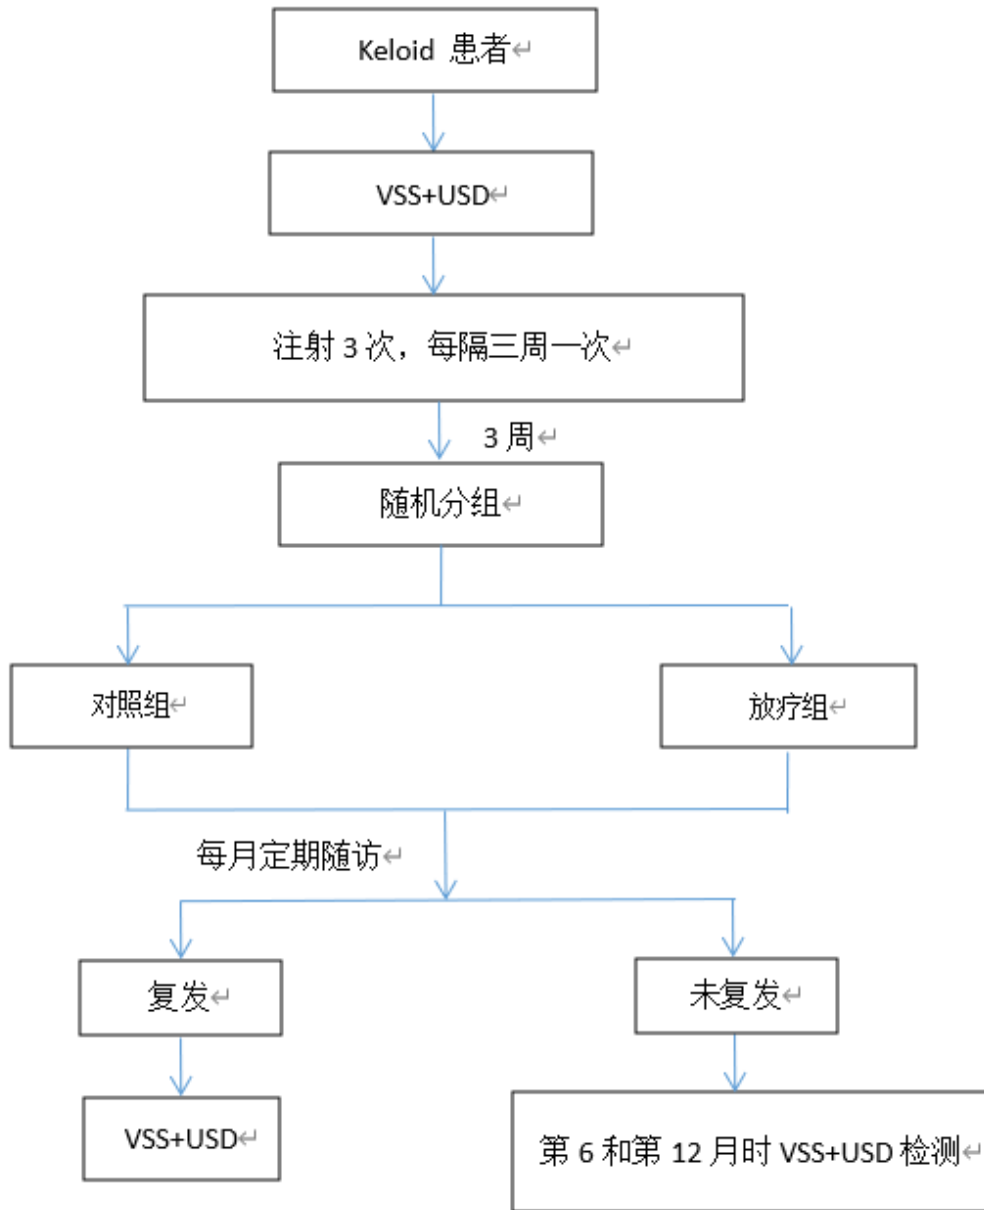 Keloid 患者↵
VSS+USD↵
注射 3 次，每隔三周一次↵
3 周↵
随机分组↵
对照组↵
放疗组↵
每月定期随访↵
复发↵
未复发↵
VSS+USD↵
第 6 和第 12 月时 VSS+USD 检测↵